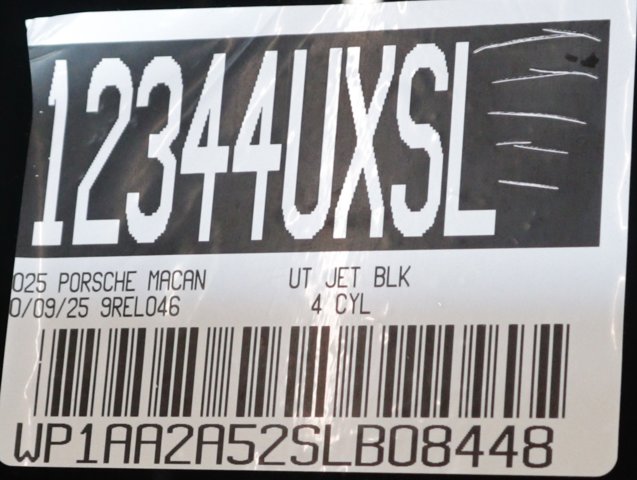 12344UXSL
025 PORSCHE MACAN UT JET BLK
0/09/25 9REL046 4 CYL
WP1AA2A52SLB08448